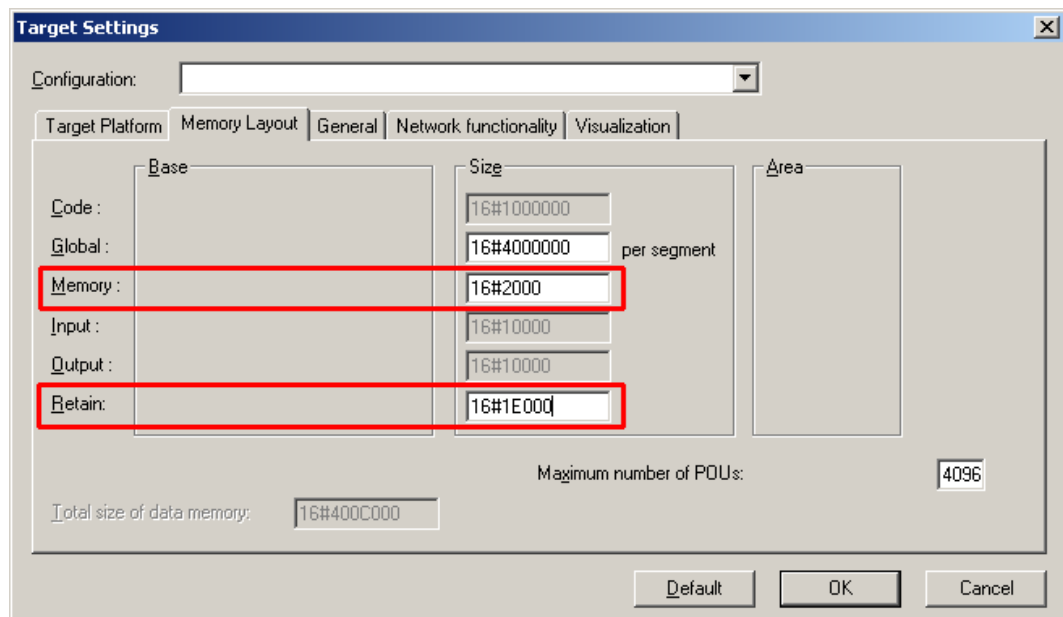 Target Settings
Configuration:
Target Platform Memory Layout General Network functionality Visualization
Base Size Area
Code : 16#1000000
Global : 16#4000000 per segment
Memory : 16#2000
Input : 16#10000
Output : 16#10000
Retain: 16#1E000
Maximum number of POUs: 4096
Total size of data memory: 16#400C000
Default OK Cancel